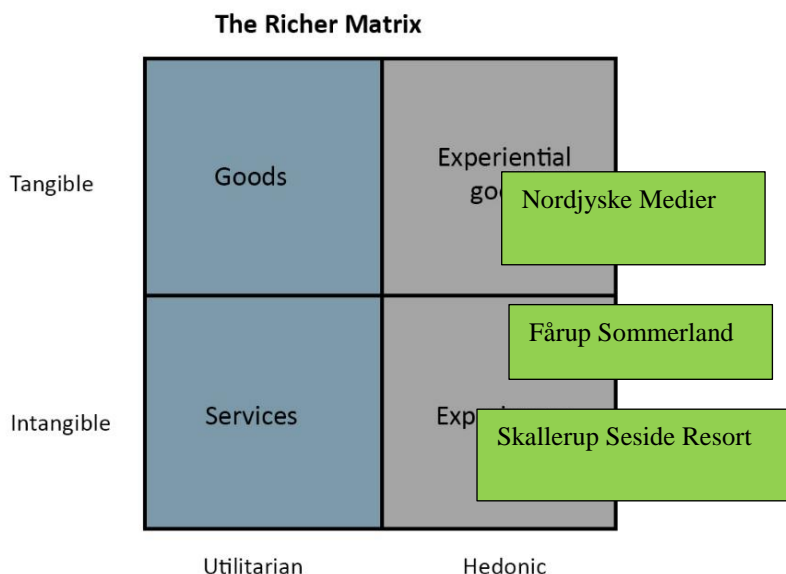 The Richer Matrix
Tangible
Goods
Experiential
go
Nordjyske Medier
Fårup Sommerland
Intangible
Services
Exp
Skallerup Seside Resort
Utilitarian
Hedonic